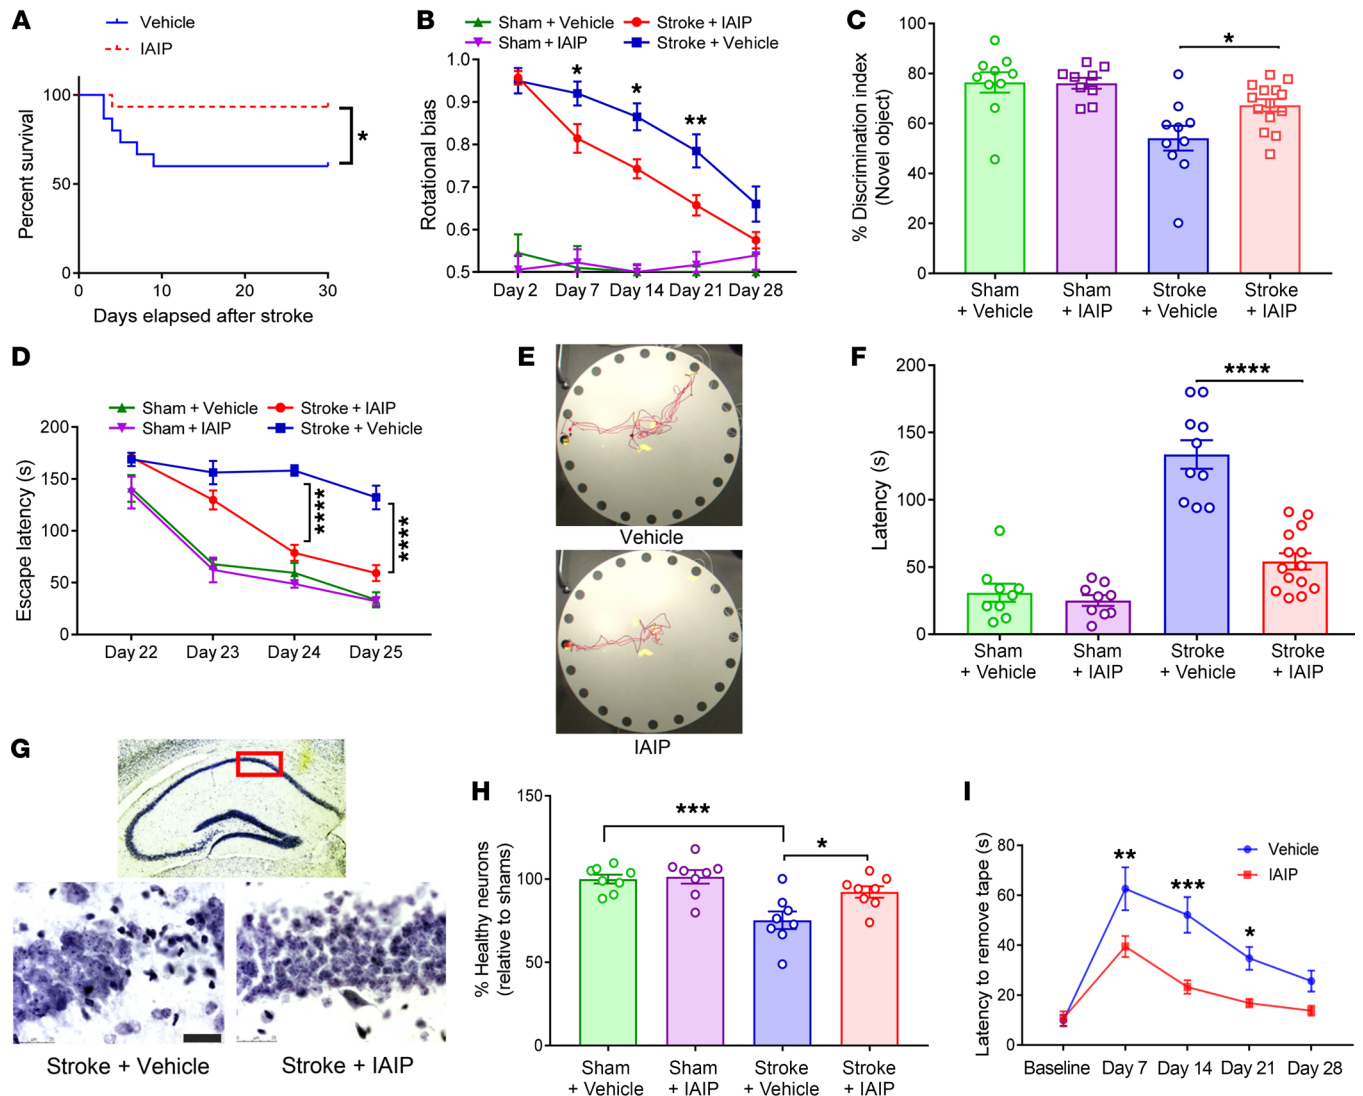 A
Vehicle
IAIP
Percent survival
100
50
0
*
0
10
20
30
Days elapsed after stroke
B
Sham + Vehicle
Stroke + IAIP
Sham + IAIP
Stroke + Vehicle
Rotational bias
1.0
0.9
0.8
0.7
0.6
0.5
*
*
**
Day 2
Day 7
Day 14
Day 21
Day 28
C
% Discrimination index
(Novel object)
100
80
60
40
20
0
*
Sham
+ Vehicle
Sham
+ IAIP
Stroke
+ Vehicle
Stroke
+ IAIP
D
Sham + Vehicle
Stroke + IAIP
Sham + IAIP
Stroke + Vehicle
Escape latency (s)
200
150
100
50
0
****
****
Day 22
Day 23
Day 24
Day 25
E
Vehicle
IAIP
F
Latency (s)
200
150
100
50
0
****
Sham
+ Vehicle
Sham
+ IAIP
Stroke
+ Vehicle
Stroke
+ IAIP
G
Stroke + Vehicle
Stroke + IAIP
H
% Healthy neurons
(relative to shams)
150
100
50
0
***
*
Sham
+ Vehicle
Sham
+ IAIP
Stroke
+ Vehicle
Stroke
+ IAIP
I
Latency to remove tape (s)
80
60
40
20
0
Vehicle
IAIP
**
***
*
Baseline
Day 7
Day 14
Day 21
Day 28